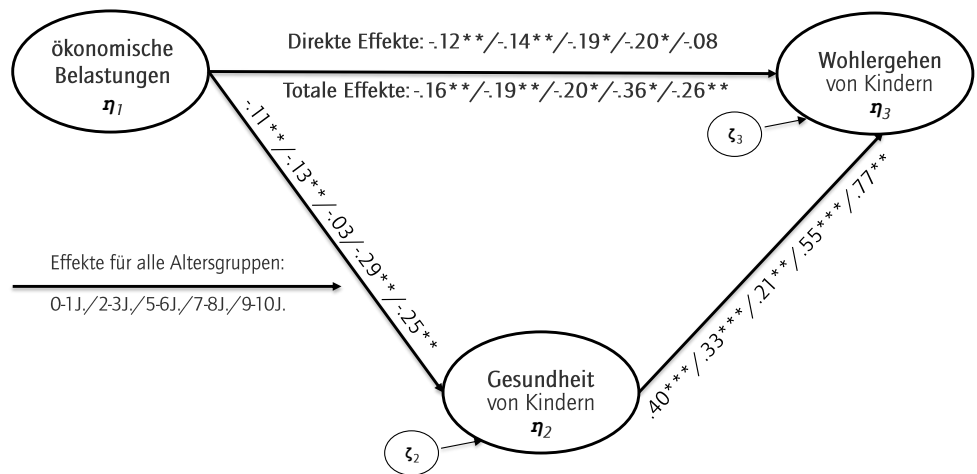 ökonomische
Belastungen
η1
Direkte Effekte: -.12**/-.14**/-.19*/-.20*/-.08
Totale Effekte: -.16**/-.19**/-.20*/-.36*/-.26**
Wohlergehen
von Kindern
η3
ζ3
-.11**/-.13**/-.03/-.29**/-.25**
.40***/.33***/.21**/.55***/.77**
Effekte für alle Altersgruppen:
0-1J./2-3J./5-6J./7-8J./9-10J.
Gesundheit
von Kindern
η2
ζ2